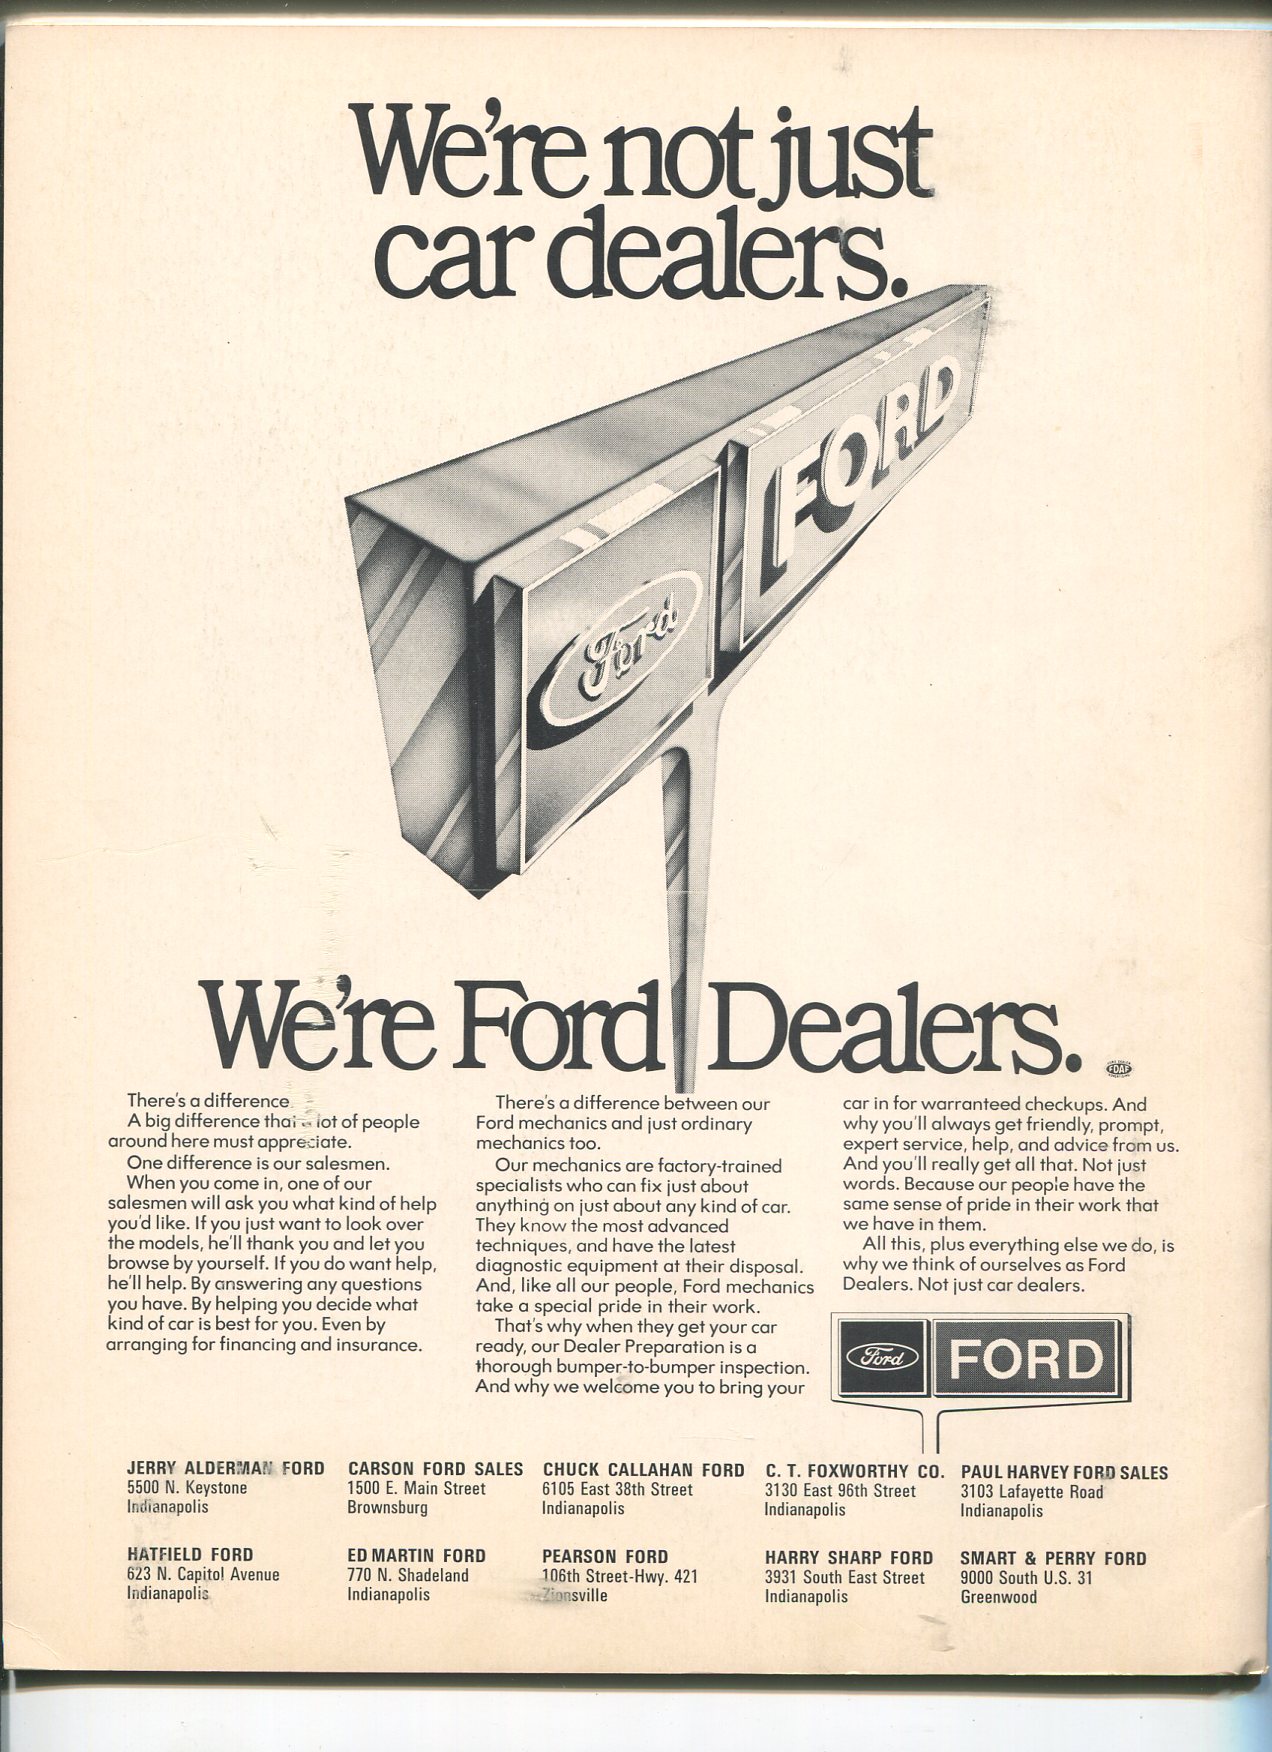 We're not just
car dealers.
FORD
Ford
We're Ford Dealers.
FDAF
There's a difference.
A big difference that a lot of people
around here must appreciate.
One difference is our salesmen.
When you come in, one of our
salesmen will ask you what kind of help
you'd like. If you just want to look over
the models, he'll thank you and let you
browse by yourself. If you do want help,
he'll help. By answering any questions
you have. By helping you decide what
kind of car is best for you. Even by
arranging for financing and insurance.
There's a difference between our
Ford mechanics and just ordinary
mechanics too.
Our mechanics are factory-trained
specialists who can fix just about
anything on just about any kind of car.
They know the most advanced
techniques, and have the latest
diagnostic equipment at their disposal.
And, like all our people, Ford mechanics
take a special pride in their work.
That's why when they get your car
ready, our Dealer Preparation is a
thorough bumper-to-bumper inspection.
And why we welcome you to bring your
car in for warranteed checkups. And
why you'll always get friendly, prompt,
expert service, help, and advice from us.
And you'll really get all that. Not just
words. Because our people have the
same sense of pride in their work that
we have in them.
All this, plus everything else we do, is
why we think of ourselves as Ford
Dealers. Not just car dealers.
Ford FORD
JERRY ALDERMAN FORD
5500 N. Keystone
Indianapolis
CARSON FORD SALES
1500 E. Main Street
Brownsburg
CHUCK CALLAHAN FORD
6105 East 38th Street
Indianapolis
C. T. FOXWORTHY CO.
3130 East 96th Street
Indianapolis
PAUL HARVEY FORD SALES
3103 Lafayette Road
Indianapolis
HATFIELD FORD
623 N. Capitol Avenue
Indianapolis
ED MARTIN FORD
770 N. Shadeland
Indianapolis
PEARSON FORD
106th Street-Hwy. 421
Zionsville
HARRY SHARP FORD
3931 South East Street
Indianapolis
SMART & PERRY FORD
9000 South U.S. 31
Greenwood